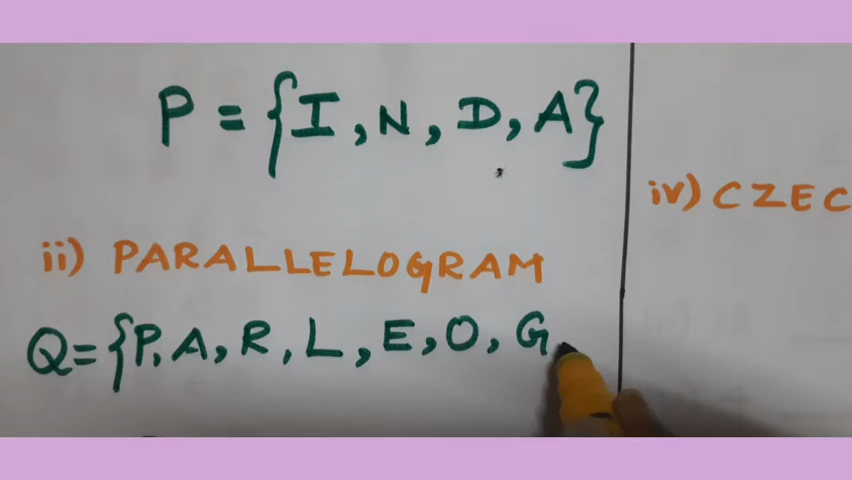 P = {I, N, D, A}
ii) PARALLELOGRAM
Q = {P, A, R, L, E, O, G
iv) CZEC